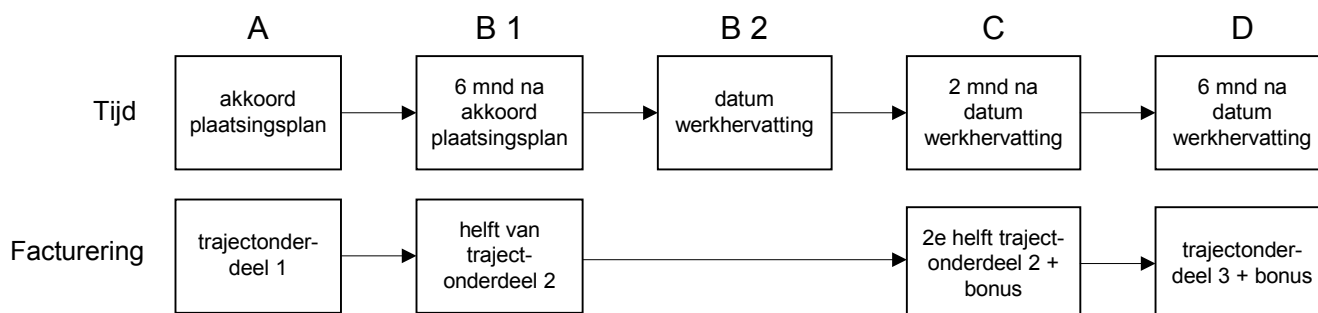 A
B 1
B 2
C
D
Tijd
akkoord
plaatsingsplan
6 mnd na
akkoord
plaatsingsplan
datum
werkhervatting
2 mnd na
datum
werkhervatting
6 mnd na
datum
werkhervatting
Facturering
trajectonder-
deel 1
helft van
traject-
onderdeel 2
2e helft traject-
onderdeel 2 +
bonus
trajectonder-
deel 3 + bonus